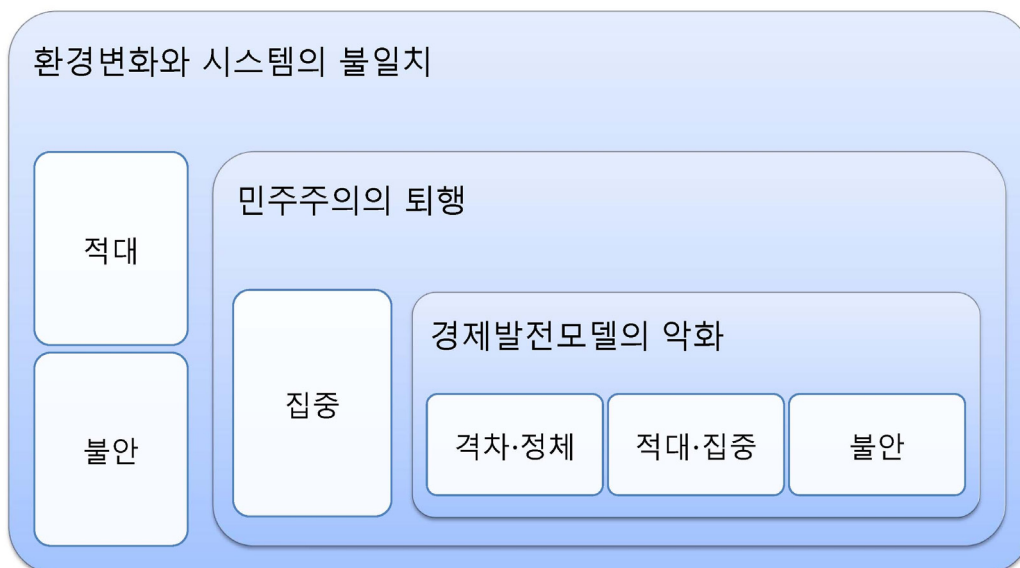 환경변화와 시스템의 불일치
적대
불안
민주주의의 퇴행
집중
경제발전모델의 악화
격차·정체
적대·집중
불안